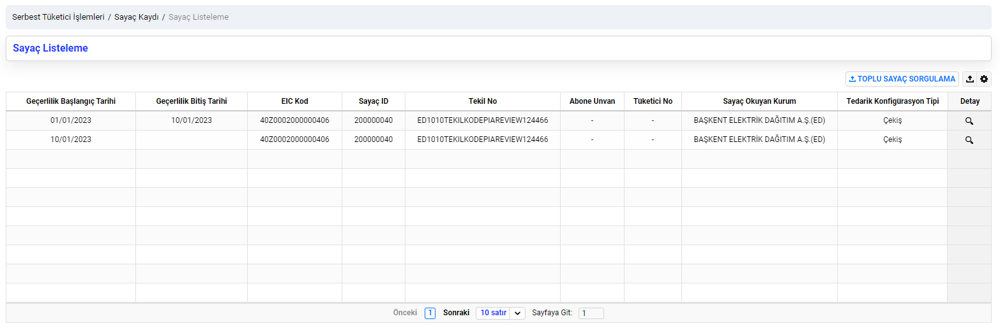 Serbest Tüketici İşlemleri / Sayaç Kaydı / Sayaç Listeleme
Sayaç Listeleme
TOPLU SAYAÇ SORGULAMA
Geçerlilik Başlangıç Tarihi Geçerlilik Bitiş Tarihi EIC Kod Sayaç ID Tekil No Abone Unvan Tüketici No Sayaç Okuyan Kurum Tedarik Konfigürasyon Tipi Detay
01/01/2023 10/01/2023 40Z0002000000406 200000040 ED1010TEKILKODEPIAREVIEW124466 - - BAŞKENT ELEKTRİK DAĞITIM A.Ş.(ED) Çekiş
10/01/2023 40Z0002000000406 200000040 ED1010TEKILKODEPIAREVIEW124466 - - BAŞKENT ELEKTRİK DAĞITIM A.Ş.(ED) Çekiş
Önceki 1 Sonraki 10 satır Sayfaya Git: 1